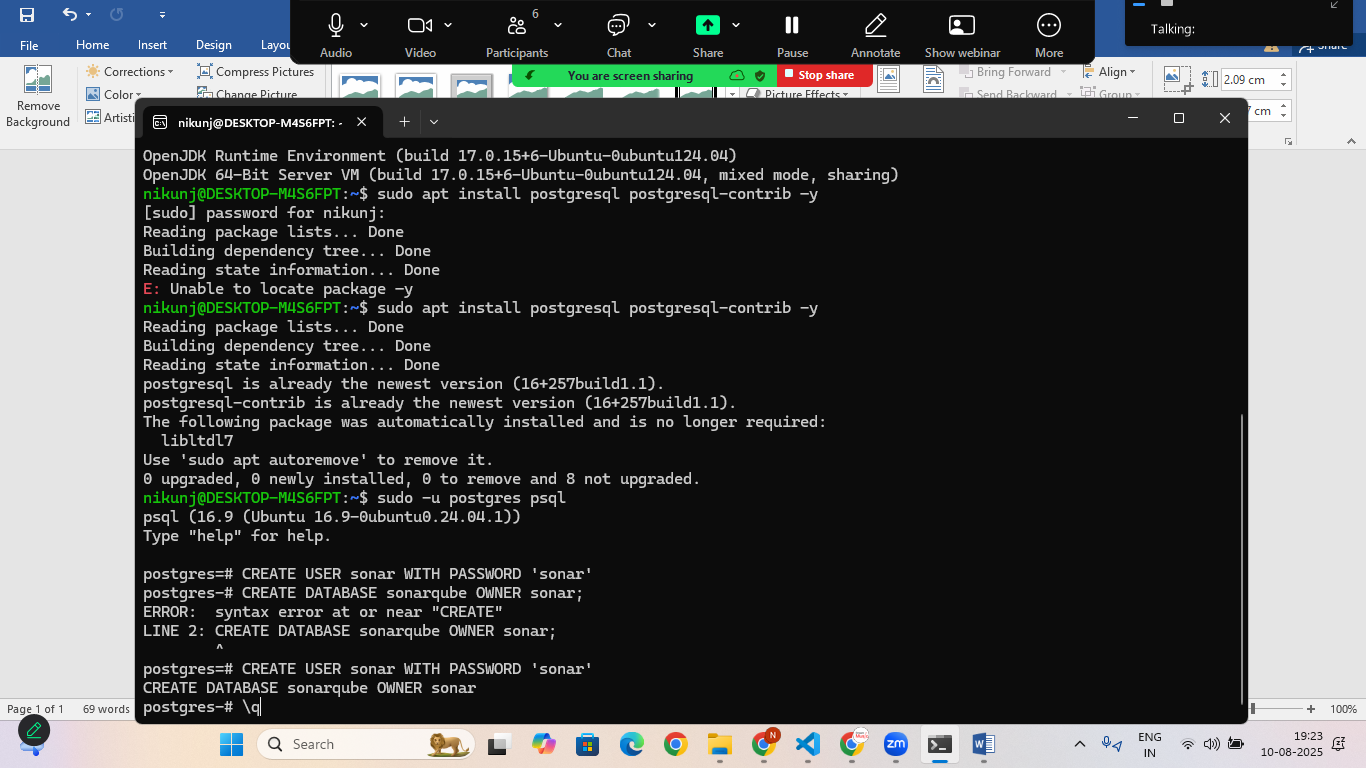 6
Talking:
Audio
Video
Participants
Chat
Share
Pause
Annotate
Show webinar
More
File
Home
Insert
Design
Share
You are screen sharing
Stop share
Remove Background
Corrections
Color
Compress Pictures
Change Picture
Picture Effects
Bring Forward
Send Backward
Align
Group
2.09 cm
cm
nikunj@DESKTOP-M4S6FPT: ~
OpenJDK Runtime Environment (build 17.0.15+6-Ubuntu-0ubuntu124.04)
OpenJDK 64-Bit Server VM (build 17.0.15+6-Ubuntu-0ubuntu124.04, mixed mode, sharing)
nikunj@DESKTOP-M4S6FPT:~$ sudo apt install postgresql postgresql-contrib –y
[sudo] password for nikunj:
Reading package lists... Done
Building dependency tree... Done
Reading state information... Done
E: Unable to locate package –y
nikunj@DESKTOP-M4S6FPT:~$ sudo apt install postgresql postgresql-contrib -y
Reading package lists... Done
Building dependency tree... Done
Reading state information... Done
postgresql is already the newest version (16+257build1.1).
postgresql-contrib is already the newest version (16+257build1.1).
The following package was automatically installed and is no longer required:
  libltdl7
Use 'sudo apt autoremove' to remove it.
0 upgraded, 0 newly installed, 0 to remove and 8 not upgraded.
nikunj@DESKTOP-M4S6FPT:~$ sudo -u postgres psql
psql (16.9 (Ubuntu 16.9-0ubuntu0.24.04.1))
Type "help" for help.
postgres=# CREATE USER sonar WITH PASSWORD 'sonar'
postgres-# CREATE DATABASE sonarqube OWNER sonar;
ERROR:  syntax error at or near "CREATE"
LINE 2: CREATE DATABASE sonarqube OWNER sonar;
        ^
postgres=# CREATE USER sonar WITH PASSWORD 'sonar'
CREATE DATABASE sonarqube OWNER sonar
postgres-# \q
Page 1 of 1 69 words
100%
Search
ENG
IN
19:23
10-08-2025